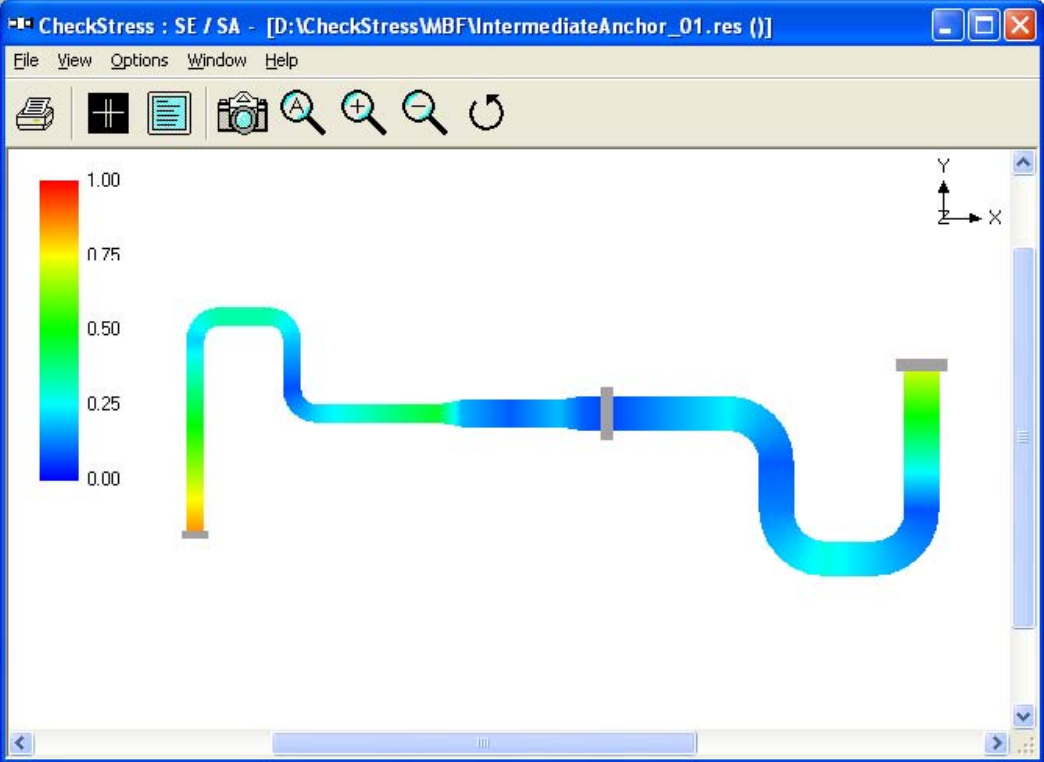 CheckStress : SE / SA - [D:\CheckStress\MBF\IntermediateAnchor_01.res ()]
File View Options Window Help
A
1.00
0.75
0.50
0.25
0.00
Y
Z X